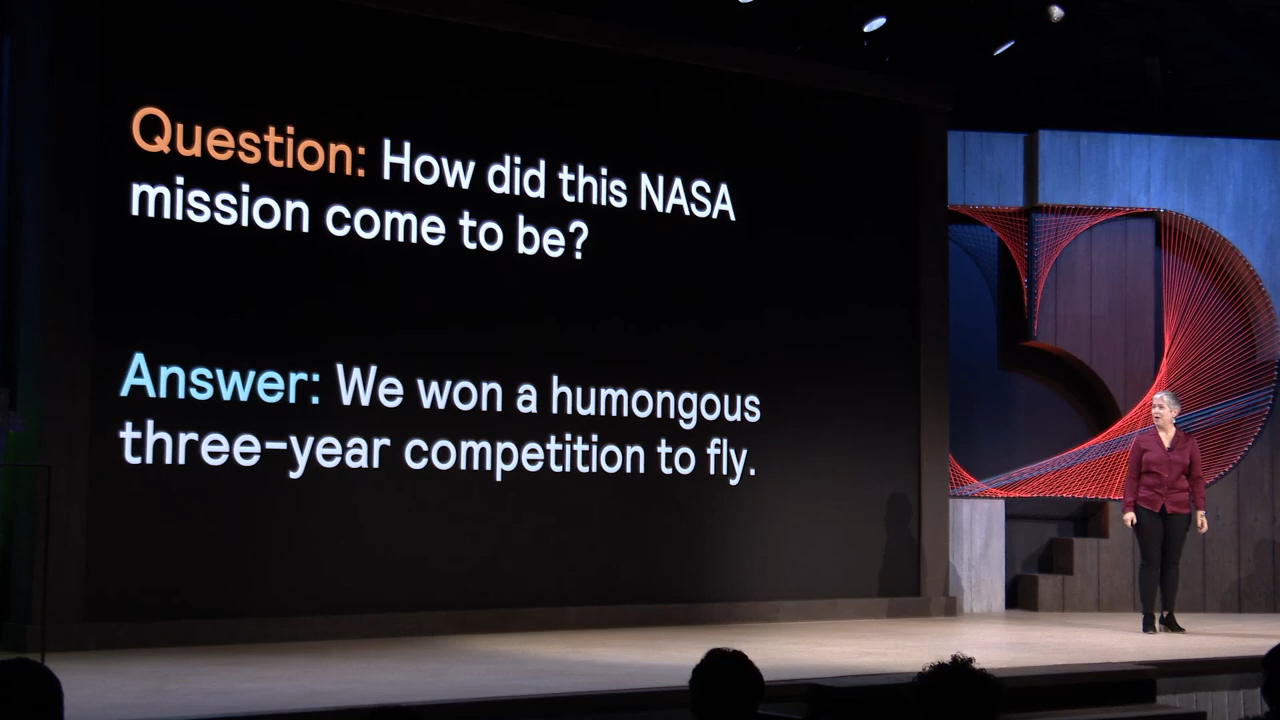 Question: How did this NASA
mission come to be?
Answer: We won a humongous
three-year competition to fly.